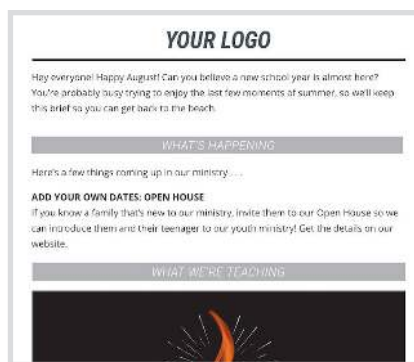 YOUR LOGO
Hey everyone! Happy August! Can you believe a new school year is almost here?
You're probably busy trying to enjoy the last few moments of summer, so we'll keep
this brief so you can get back to the beach.
WHAT'S HAPPENING
Here's a few things coming up in our ministry . . .
ADD YOUR OWN DATES: OPEN HOUSE
If you know a family that's new to our ministry, invite them to our Open House so we
can introduce them and their teenager to our youth ministry! Get the details on our
website.
WHAT WE'RE TEACHING